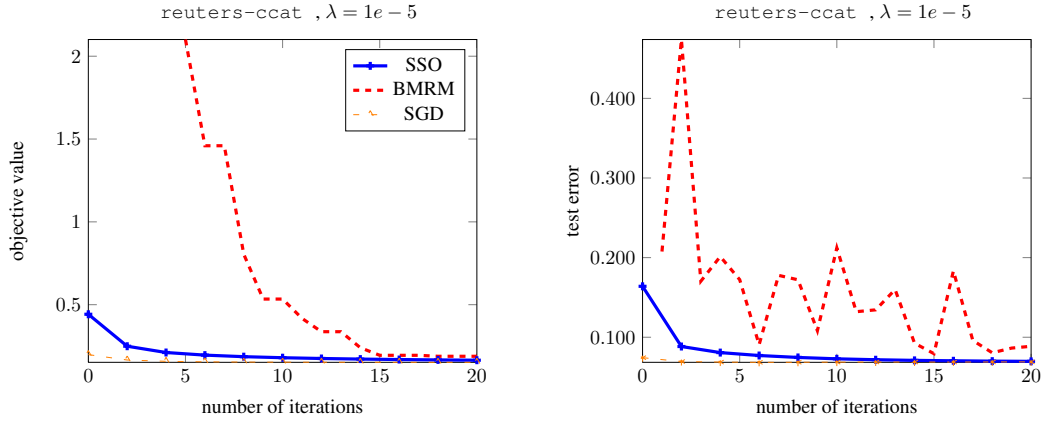 reuters-ccat , λ = 1e − 5
2
1.5
1
0.5
0
5
10
15
20
objective value
number of iterations
SSO
BMRM
SGD
reuters-ccat , λ = 1e − 5
0.400
0.300
0.200
0.100
0
5
10
15
20
test error
number of iterations